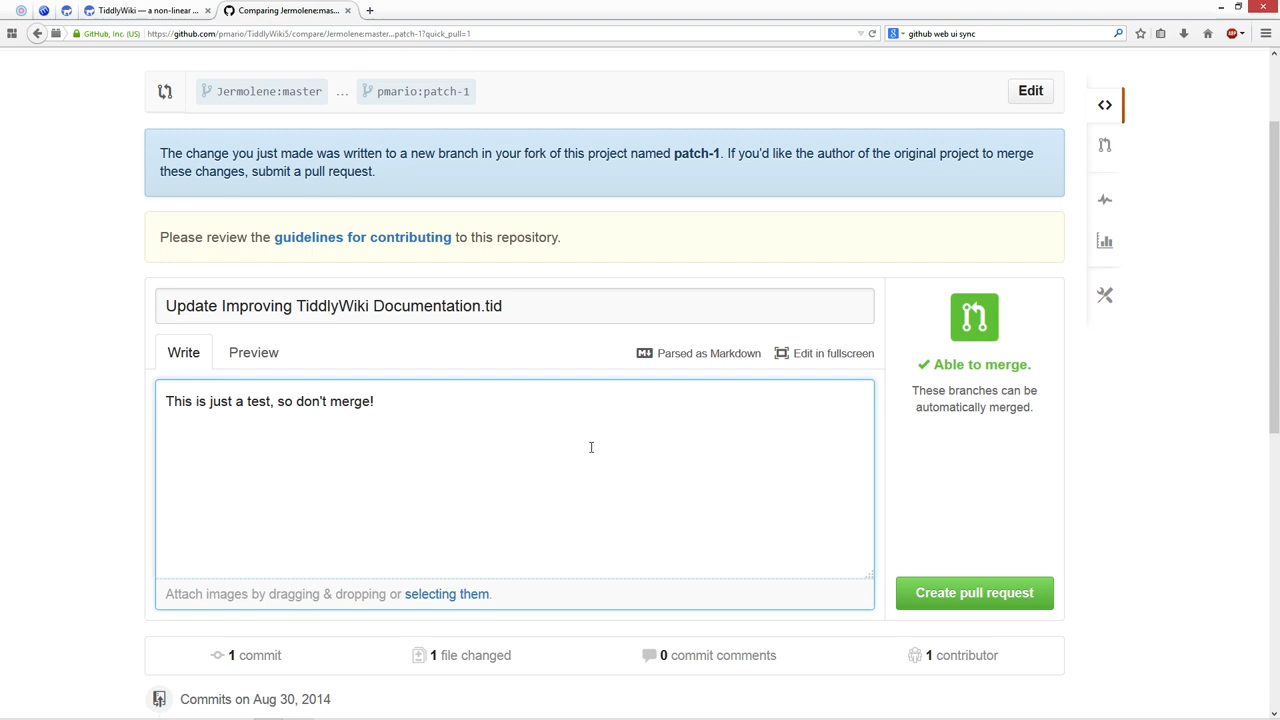 TiddlyWiki — a non-linear ...
Comparing Jermolene:mas...
GitHub, Inc. (US)
https://github.com/pmario/TiddlyWiki5/compare/Jermolene:master...patch-1?quick_pull=1
github web ui sync
Jermolene:master ... pmario:patch-1
Edit
The change you just made was written to a new branch in your fork of this project named patch-1. If you'd like the author of the original project to merge
these changes, submit a pull request.
Please review the guidelines for contributing to this repository.
Update Improving TiddlyWiki Documentation.tid
Write Preview Parsed as Markdown Edit in fullscreen
This is just a test, so don't merge!
Attach images by dragging & dropping or selecting them.
Able to merge.
These branches can be
automatically merged.
Create pull request
1 commit 1 file changed 0 commit comments 1 contributor
Commits on Aug 30, 2014